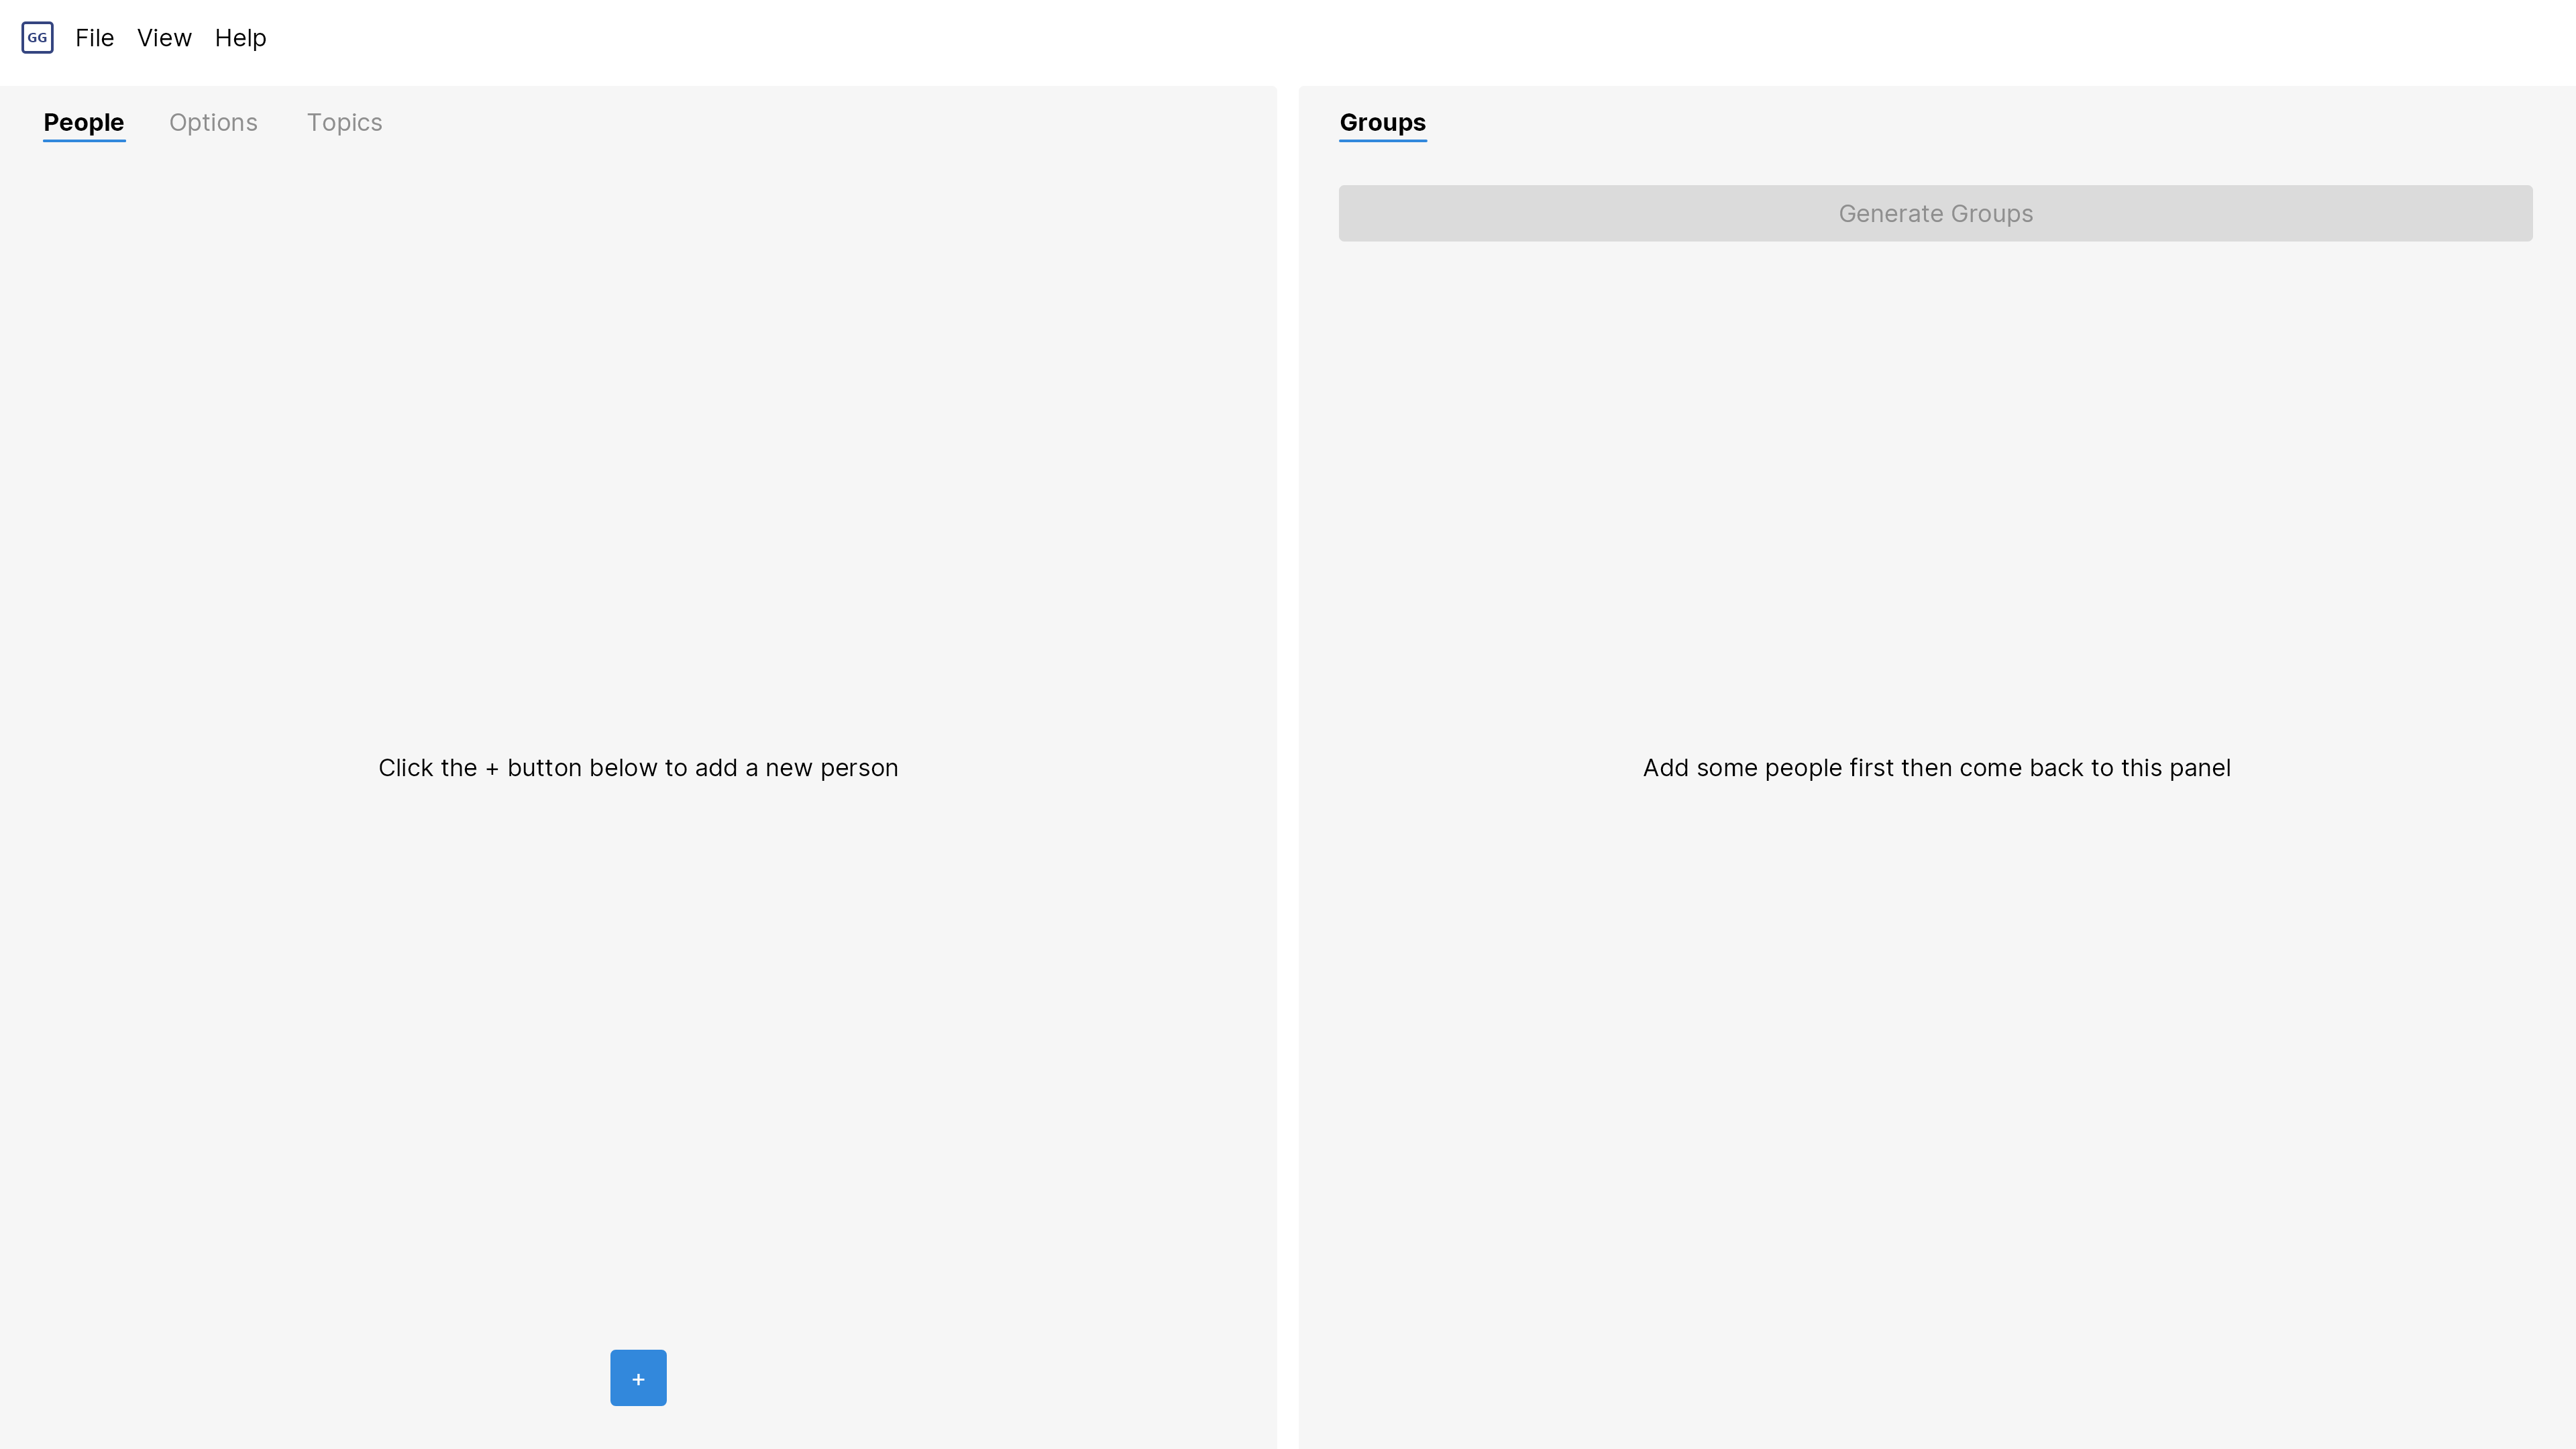 GG File View Help
People Options Topics
Groups
Generate Groups
Click the + button below to add a new person
Add some people first then come back to this panel
+